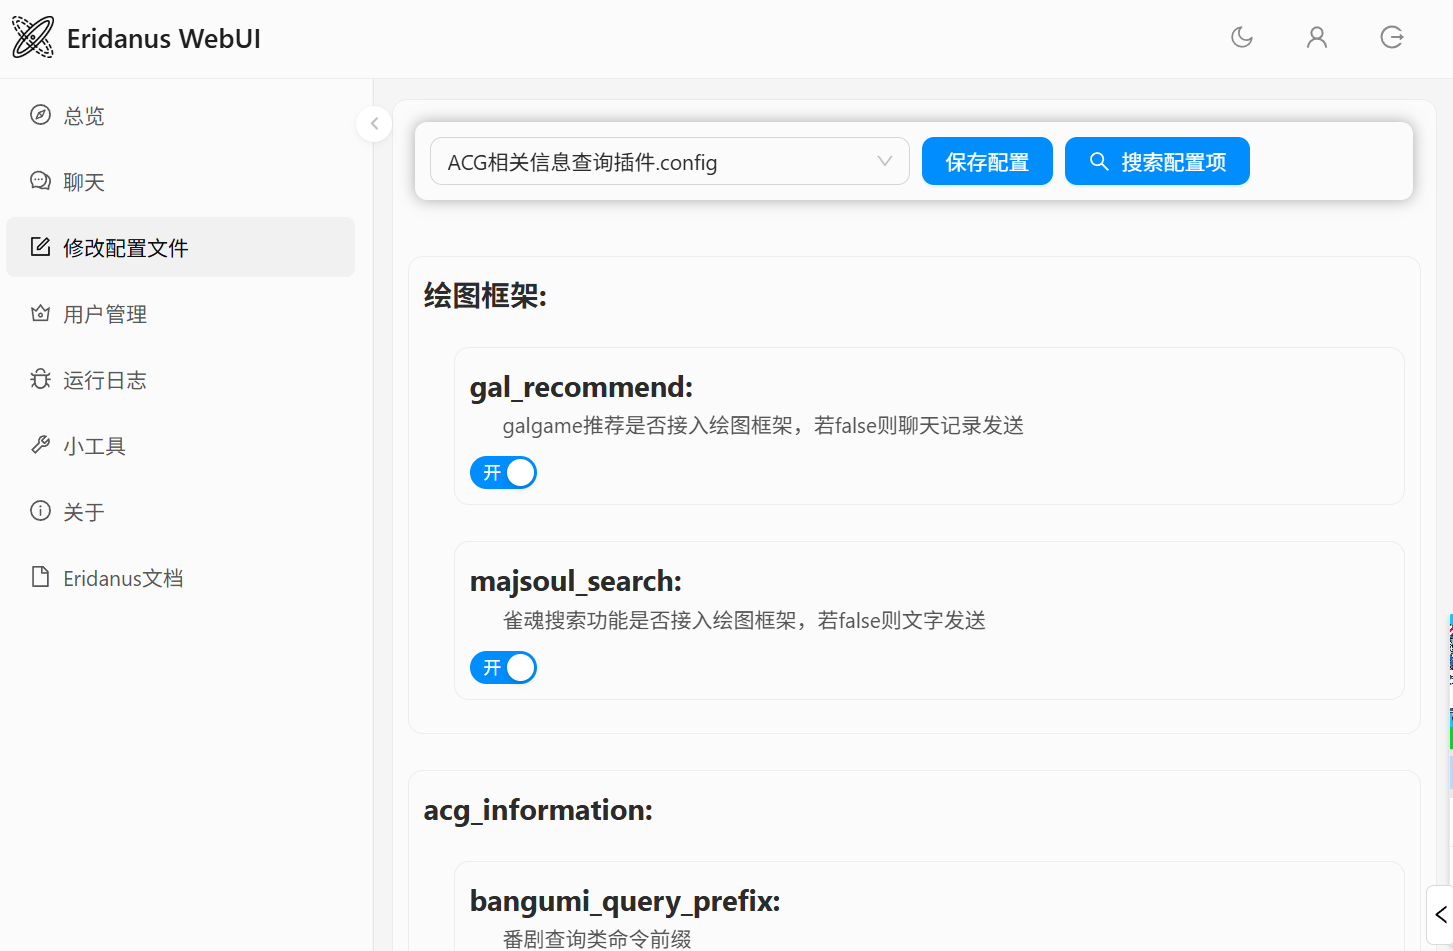 Eridanus WebUI
总览
聊天
修改配置文件
用户管理
运行日志
小工具
关于
Eridanus文档
ACG相关信息查询插件.config
保存配置
搜索配置项
绘图框架:
gal_recommend:
galgame推荐是否接入绘图框架，若false则聊天记录发送
开
majsoul_search:
雀魂搜索功能是否接入绘图框架，若false则文字发送
开
acg_information:
bangumi_query_prefix:
番剧查询类命令前缀